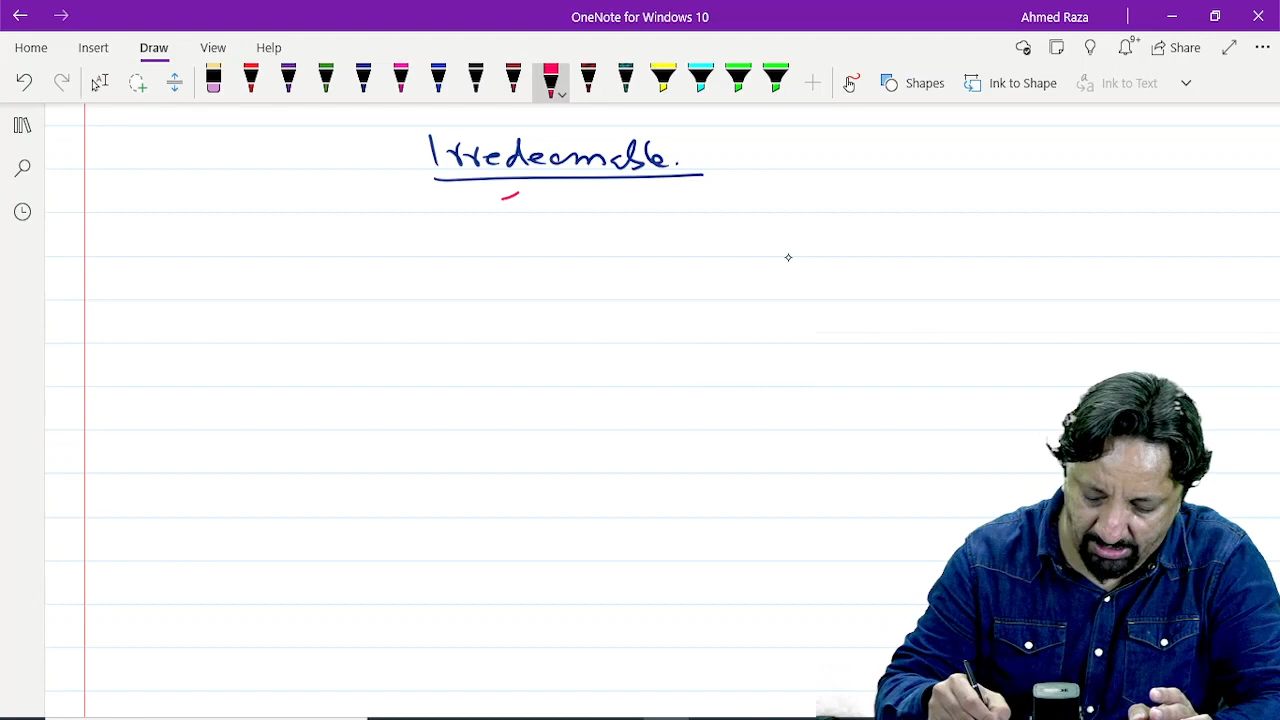 OneNote for Windows 10
Ahmed Raza
Home Insert Draw View Help
Share
Shapes Ink to Shape Ink to Text
Irredeamable.